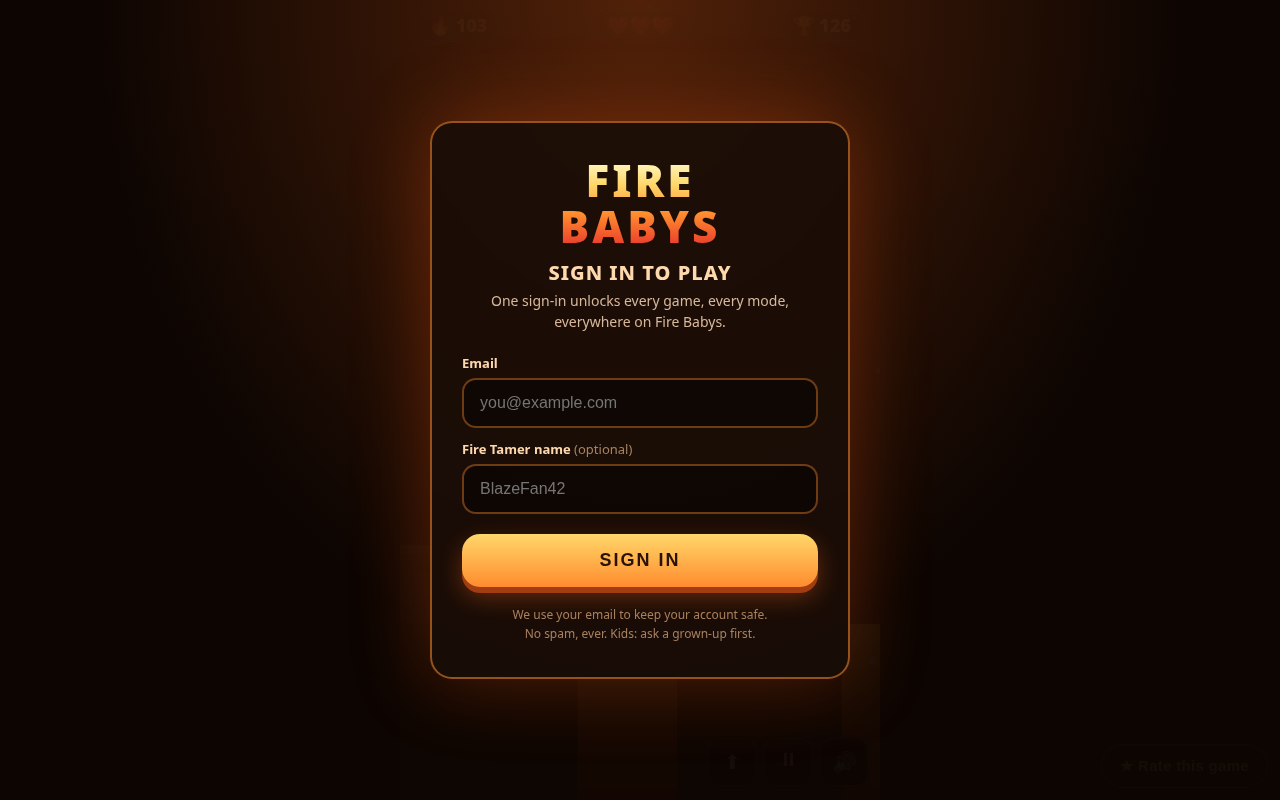 103
126
FIRE
BABYS
SIGN IN TO PLAY
One sign-in unlocks every game, every mode,
everywhere on Fire Babys.
Email
you@example.com
Fire Tamer name (optional)
BlazeFan42
SIGN IN
We use your email to keep your account safe.
No spam, ever. Kids: ask a grown-up first.
★ Rate this game